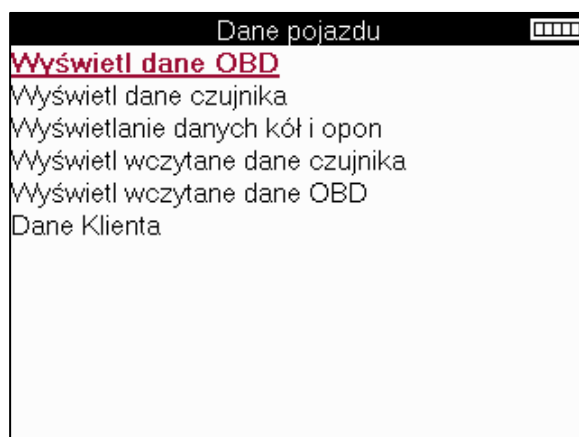 Dane pojazdu
Wyświetl dane OBD
Wyświetl dane czujnika
Wyświetlanie danych kół i opon
Wyświetl wczytane dane czujnika
Wyświetl wczytane dane OBD
Dane Klienta